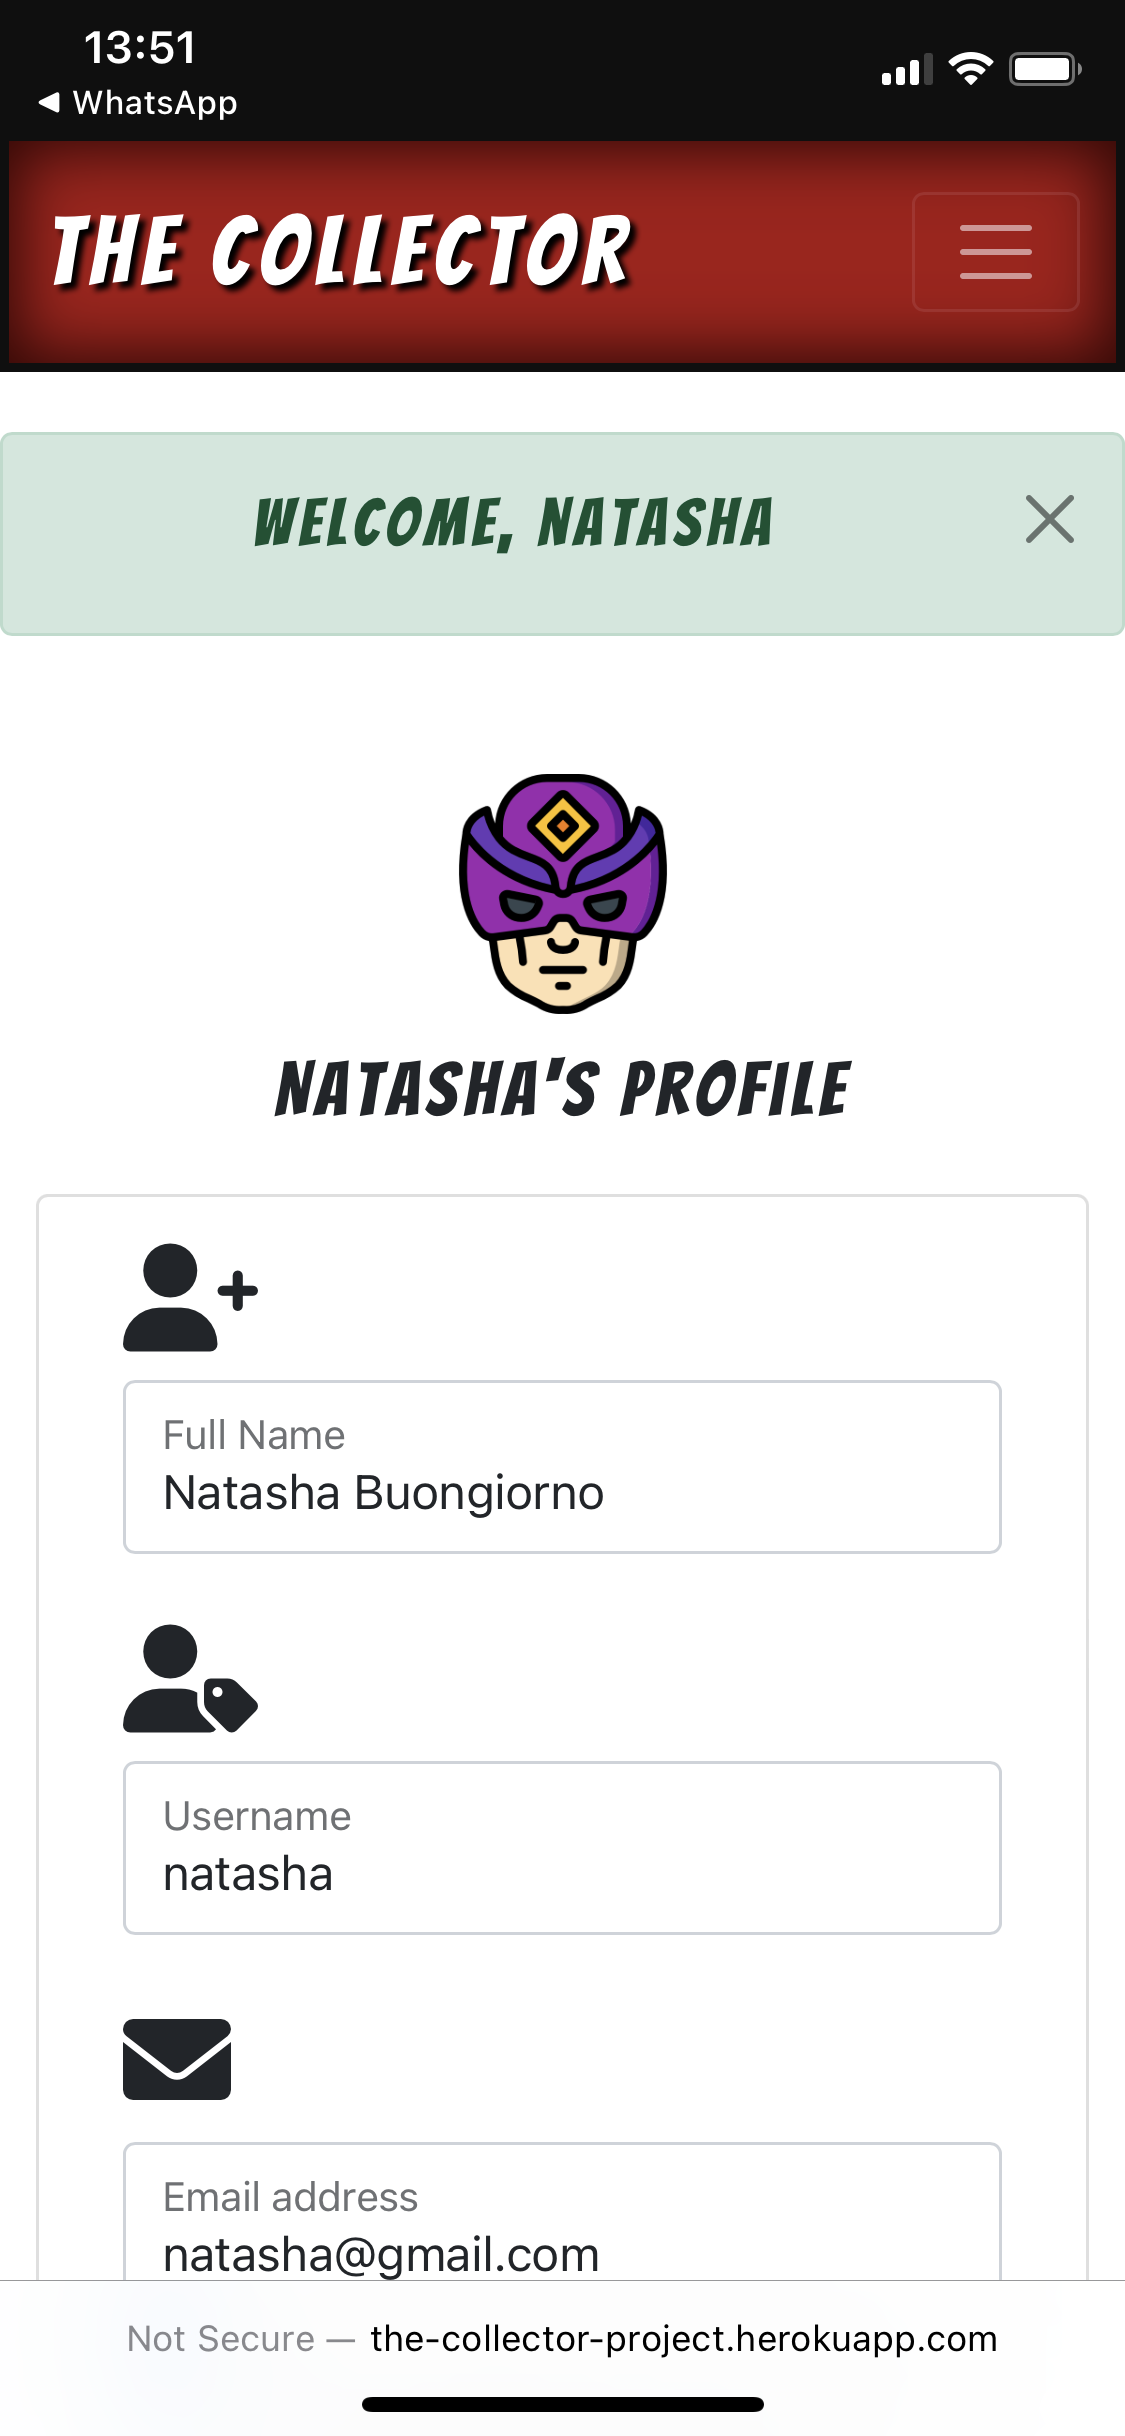 13:51
◀ WhatsApp
THE COLLECTOR
WELCOME, NATASHA
NATASHA'S PROFILE
Full Name
Natasha Buongiorno
Username
natasha
Email address
natasha@gmail.com
Not Secure — the-collector-project.herokuapp.com